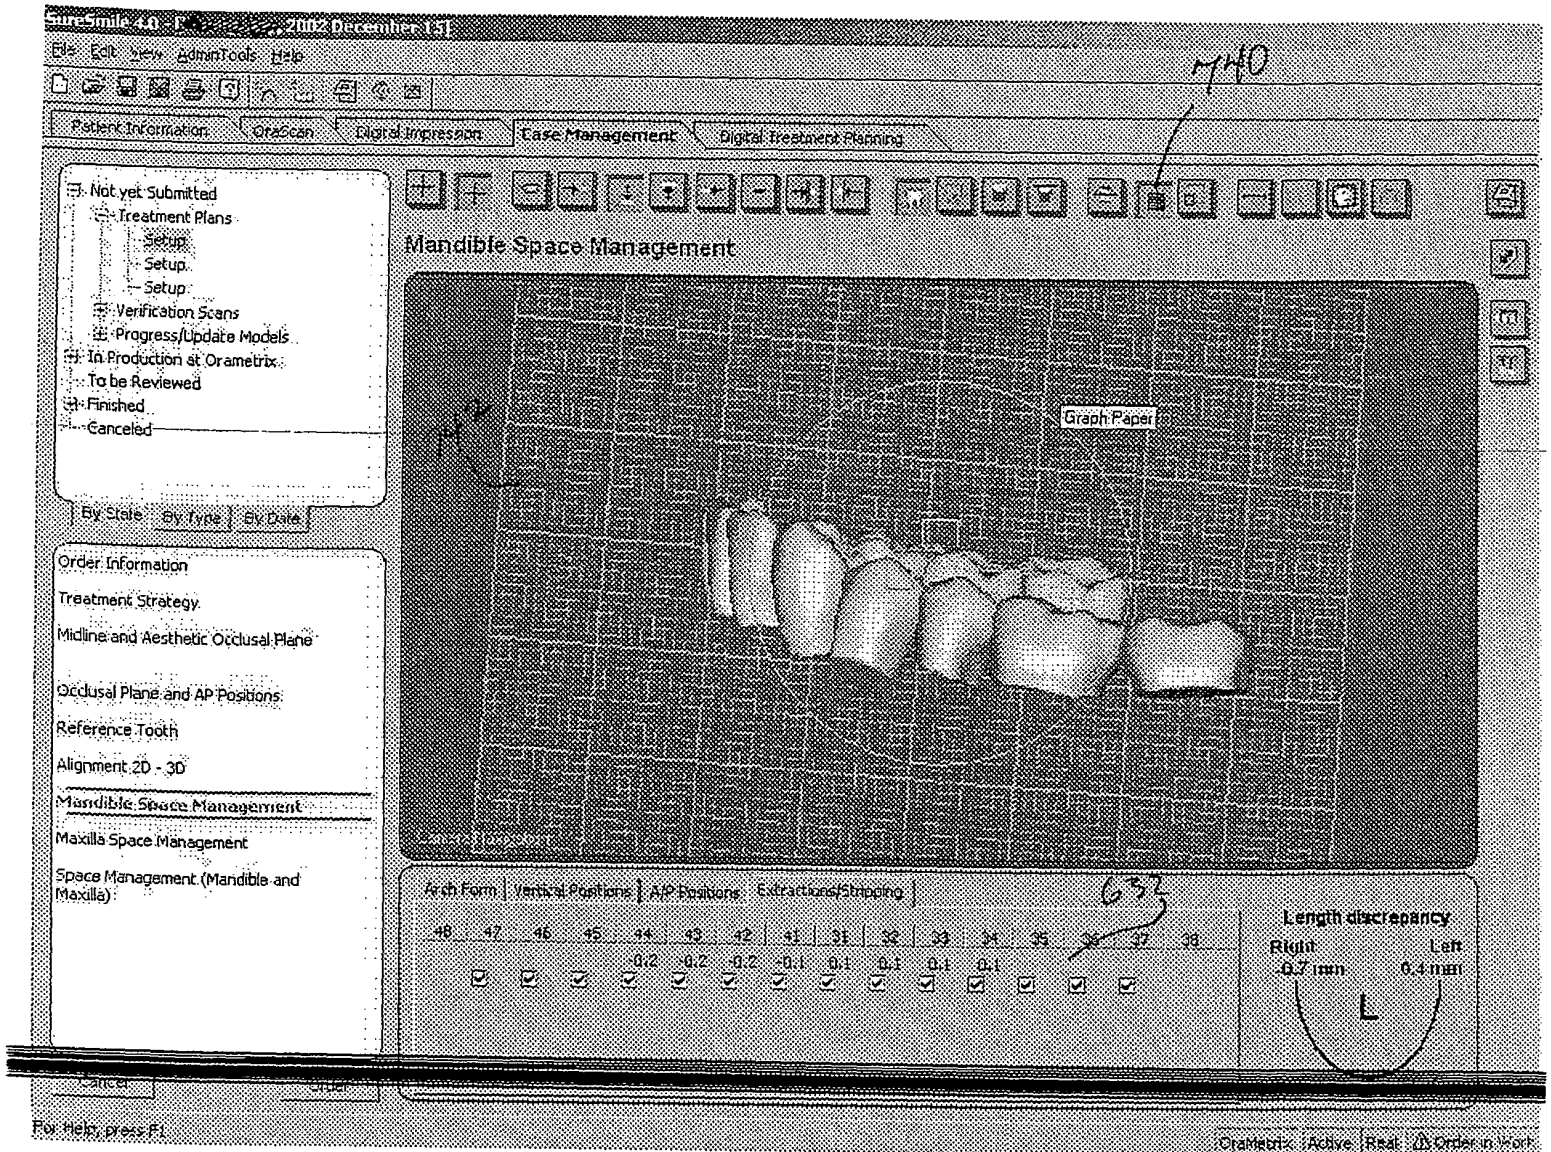 SureSmile 4.0 - 2002 December 15]
File Edit View AdminTools Help
740
Patient Information OraScan Digital Impression Case Management Digital Treatment Planning
Not yet Submitted
Treatment Plans
Setup
Setup
Setup
Verification Scans
Progress/Update Models
In Production at Orametrix
To be Reviewed
Finished
Canceled
By State By Type By Date
Mandible Space Management
Graph Paper
Order Information
Treatment Strategy
Midline and Aesthetic Occlusal Plane
Occlusal Plane and AP Positions
Reference Tooth
Alignment 2D - 3D
Mandible Space Management
Maxilla Space Management
Space Management (Mandible and
Maxilla)
Arch Form Vertical Positions A/P Positions Extractions/Stripping
632
48 47 46 45 44 43 42 41 31 32 33 34 35 36 37 38
-0.2 -0.2 -0.2 -0.1 0.1 0.1 0.1 -0.1
Length discrepancy
Right Left
-0.7 mm 0.4 mm
L
Cancel
For Help, press F1
OraMetrix Active Real Order in Work